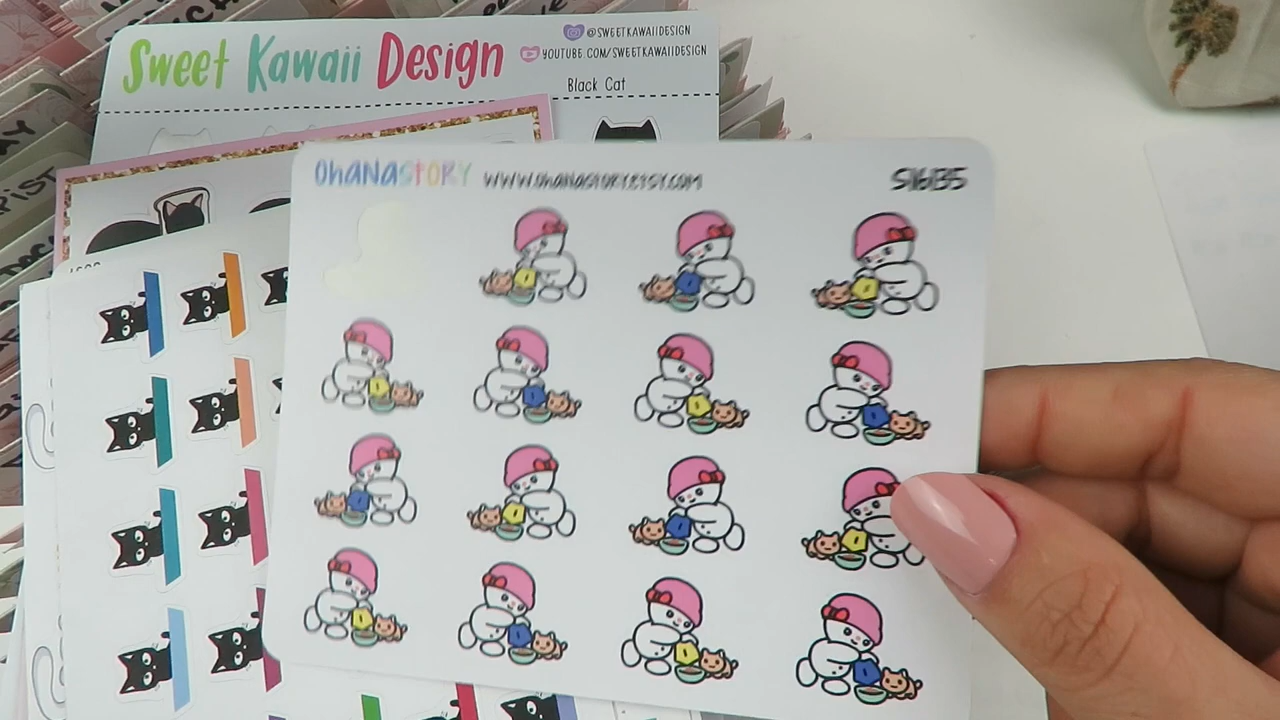 Sweet Kawaii Design
@SWEETKAWAIIDESIGN
YOUTUBE.COM/SWEETKAWAIIDESIGN
Black Cat
OHANASTORY WWW.OHANASTORY.ETSY.COM S1635